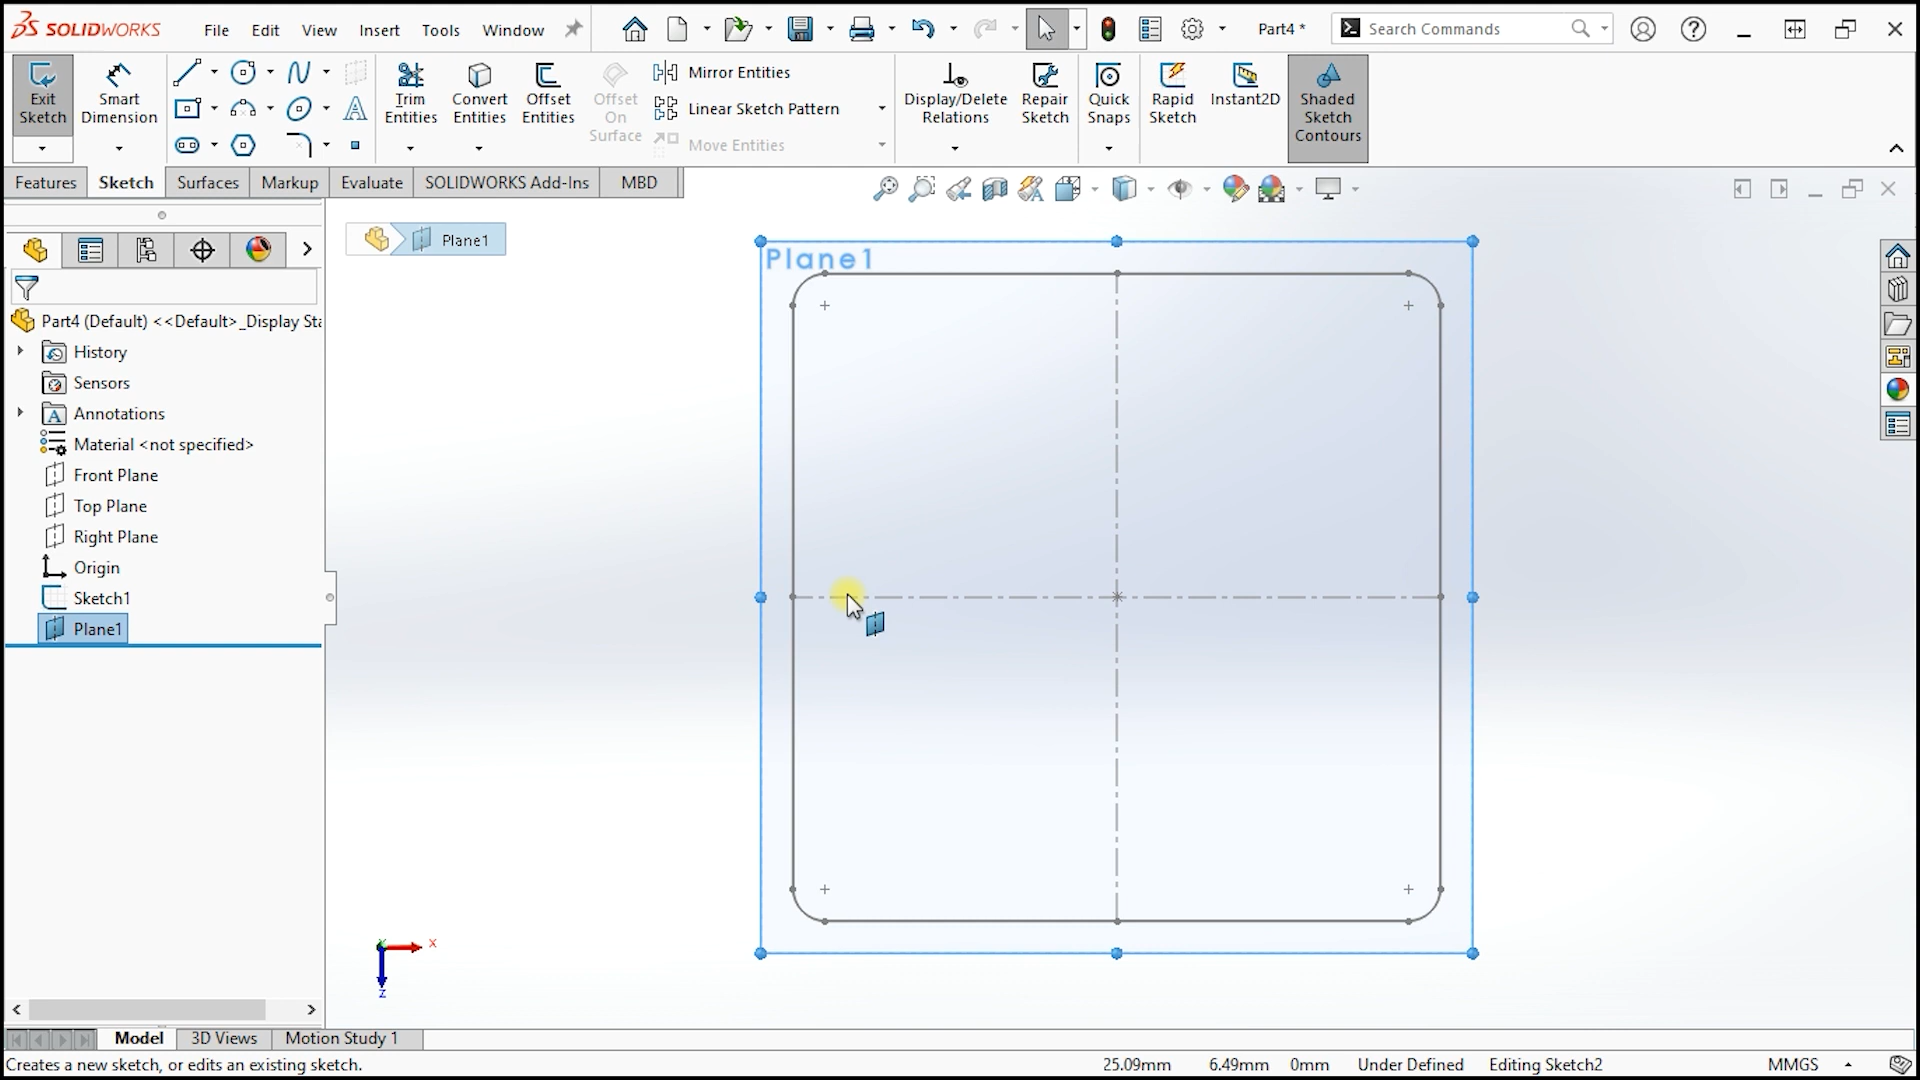 SOLIDWORKS
File Edit View Insert Tools Window
Part4 *
Search Commands
Exit Sketch
Smart Dimension
Trim Entities
Convert Entities
Offset Entities
Offset On Surface
Mirror Entities
Linear Sketch Pattern
Move Entities
Display/Delete Relations
Repair Sketch
Quick Snaps
Rapid Sketch
Instant2D
Shaded Sketch Contours
Features Sketch Surfaces Markup Evaluate SOLIDWORKS Add-Ins MBD
Plane1
Plane1
Part4 (Default) <<Default>_Display Sta
History
Sensors
Annotations
Material <not specified>
Front Plane
Top Plane
Right Plane
Origin
Sketch1
Plane1
X
Y
Z
Model 3D Views Motion Study 1
Creates a new sketch, or edits an existing sketch.
25.09mm 6.49mm 0mm Under Defined Editing Sketch2 MMGS